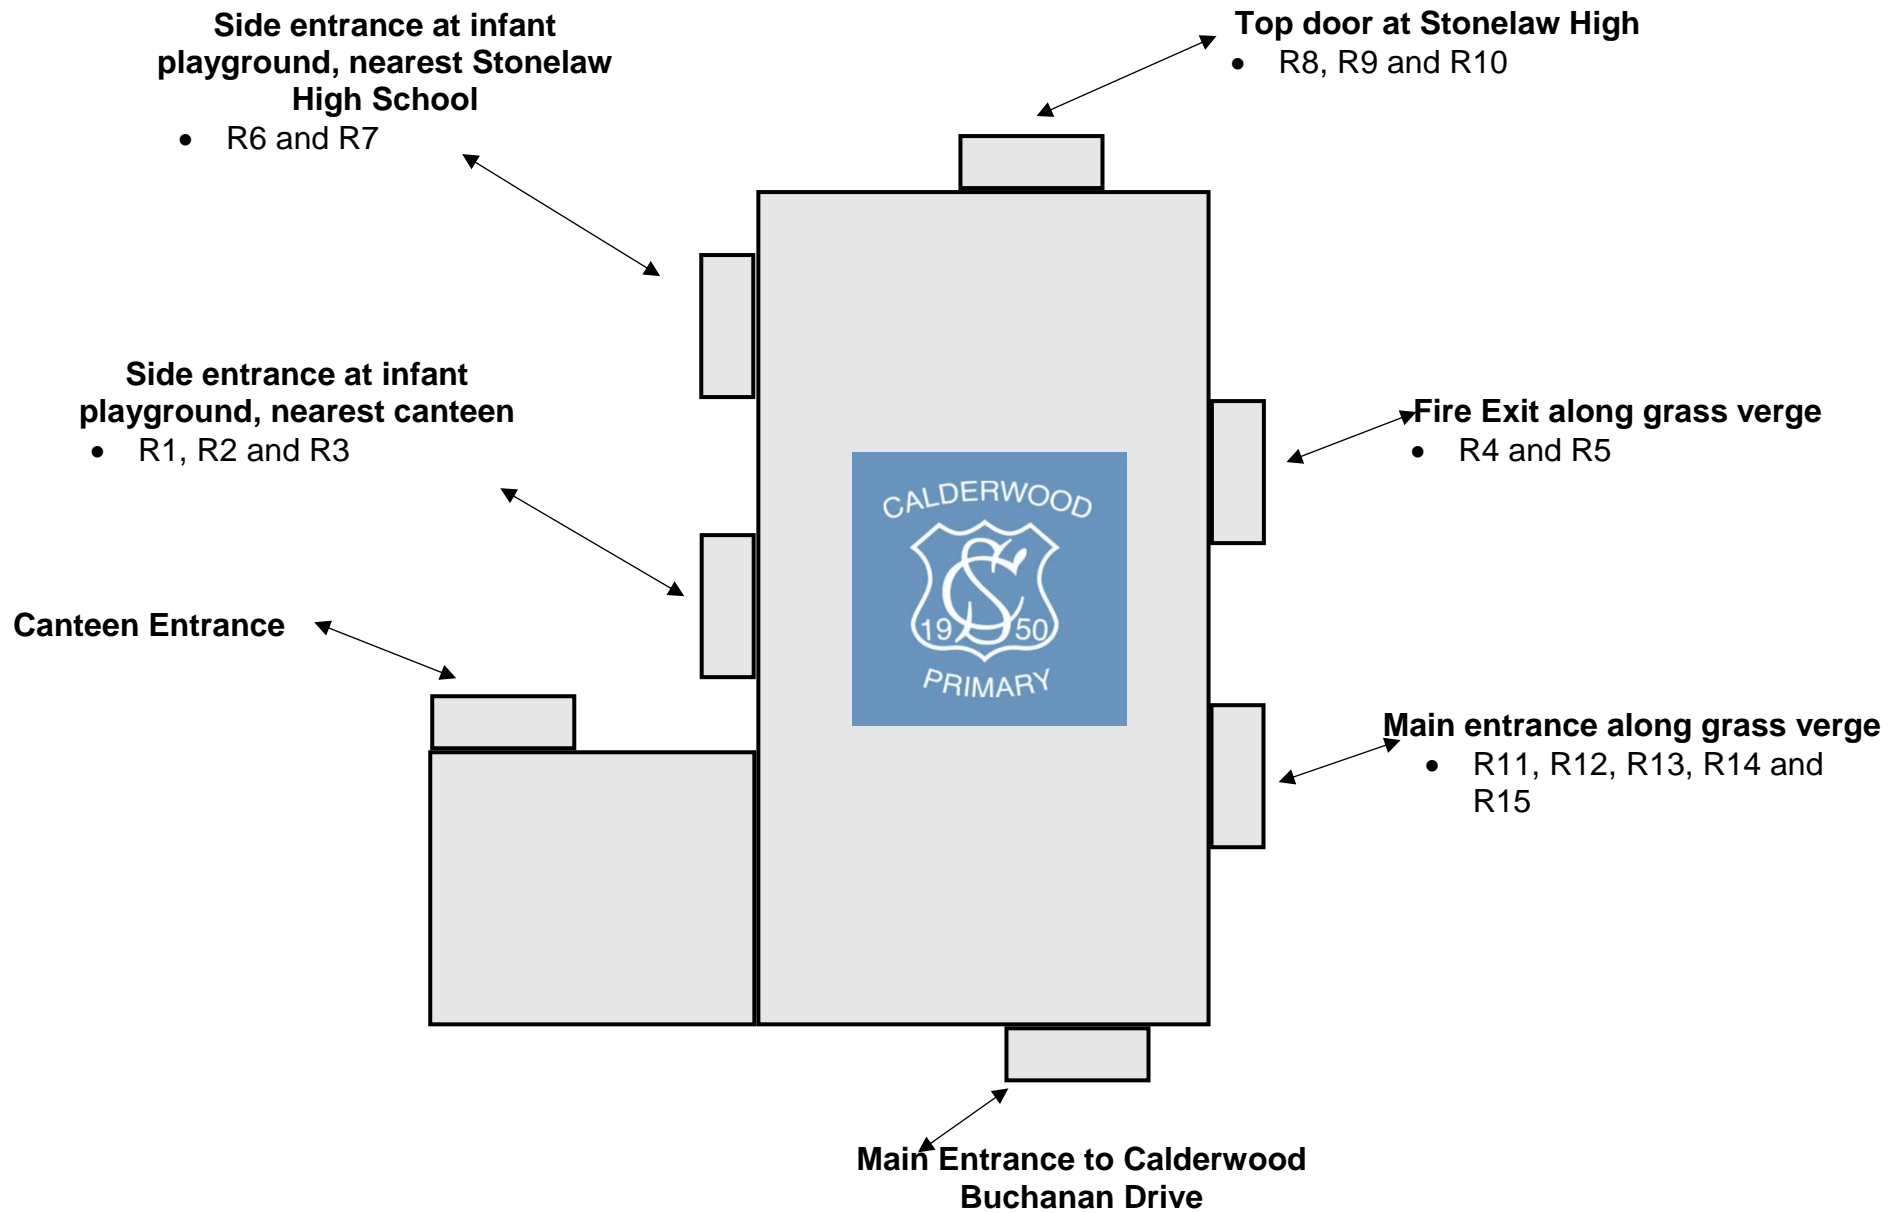 Side entrance at infant
playground, nearest Stonelaw
High School
• R6 and R7
Top door at Stonelaw High
• R8, R9 and R10
Side entrance at infant
playground, nearest canteen
• R1, R2 and R3
Fire Exit along grass verge
• R4 and R5
CALDERWOOD
CS
19 50
PRIMARY
Canteen Entrance
Main entrance along grass verge
• R11, R12, R13, R14 and
R15
Main Entrance to Calderwood
Buchanan Drive